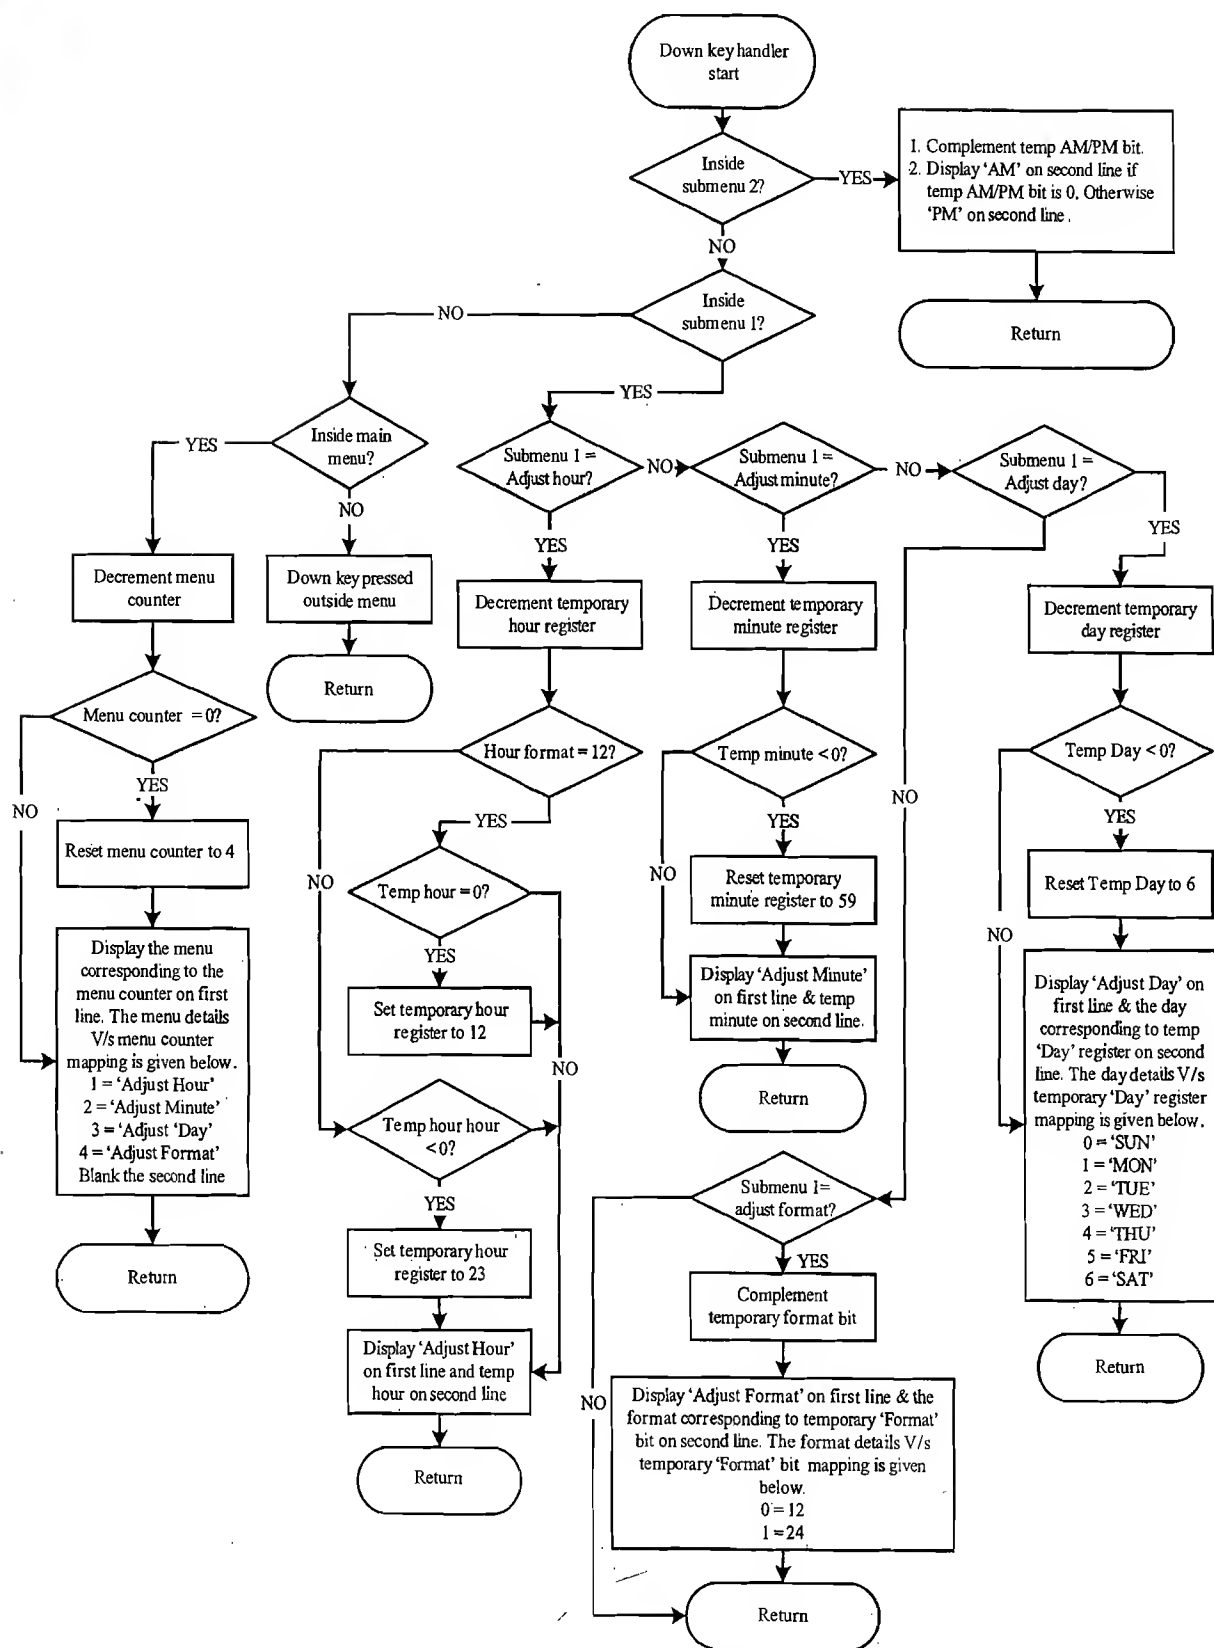 Down key handler
start
Inside
submenu 2?
YES
1. Complement temp AM/PM bit.
2. Display ‘AM’ on second line if
temp AM/PM bit is 0. Otherwise
‘PM’ on second line.
Return
NO
Inside
submenu 1?
NO
YES
Inside main
menu?
YES
NO
Submenu 1 =
Adjust hour?
NO
Submenu 1 =
Adjust minute?
NO
Submenu 1 =
Adjust day?
YES
YES
YES
Decrement menu
counter
Down key pressed
outside menu
Return
Decrement temporary
hour register
Decrement temporary
minute register
Decrement temporary
day register
Menu counter = 0?
YES
NO
Reset menu counter to 4
Display the menu
corresponding to the
menu counter on first
line. The menu details
V/s menu counter
mapping is given below.
1 = ‘Adjust Hour’
2 = ‘Adjust Minute’
3 = ‘Adjust ‘Day’
4 = ‘Adjust Format’
Blank the second line
Return
Hour format = 12?
YES
NO
Temp hour = 0?
YES
Set temporary hour
register to 12
NO
Temp hour hour
<0?
YES
Set temporary hour
register to 23
Display ‘Adjust Hour’
on first line and temp
hour on second line
Return
Temp minute <0?
YES
NO
Reset temporary
minute register to 59
Display ‘Adjust Minute’
on first line & temp
minute on second line.
Return
NO
Submenu 1=
adjust format?
YES
Complement
temporary format bit
NO
Display ‘Adjust Format’ on first line & the
format corresponding to temporary ‘Format’
bit on second line. The format details V/s
temporary ‘Format’ bit mapping is given
below.
0 = 12
1 = 24
Return
Temp Day < 0?
YES
NO
Reset Temp Day to 6
Display ‘Adjust Day’ on
first line & the day
corresponding to temp
‘Day’ register on second
line. The day details V/s
temporary ‘Day’ register
mapping is given below.
0 = ‘SUN’
1 = ‘MON’
2 = ‘TUE’
3 = ‘WED’
4 = ‘THU’
5 = ‘FRI’
6 = ‘SAT’
Return